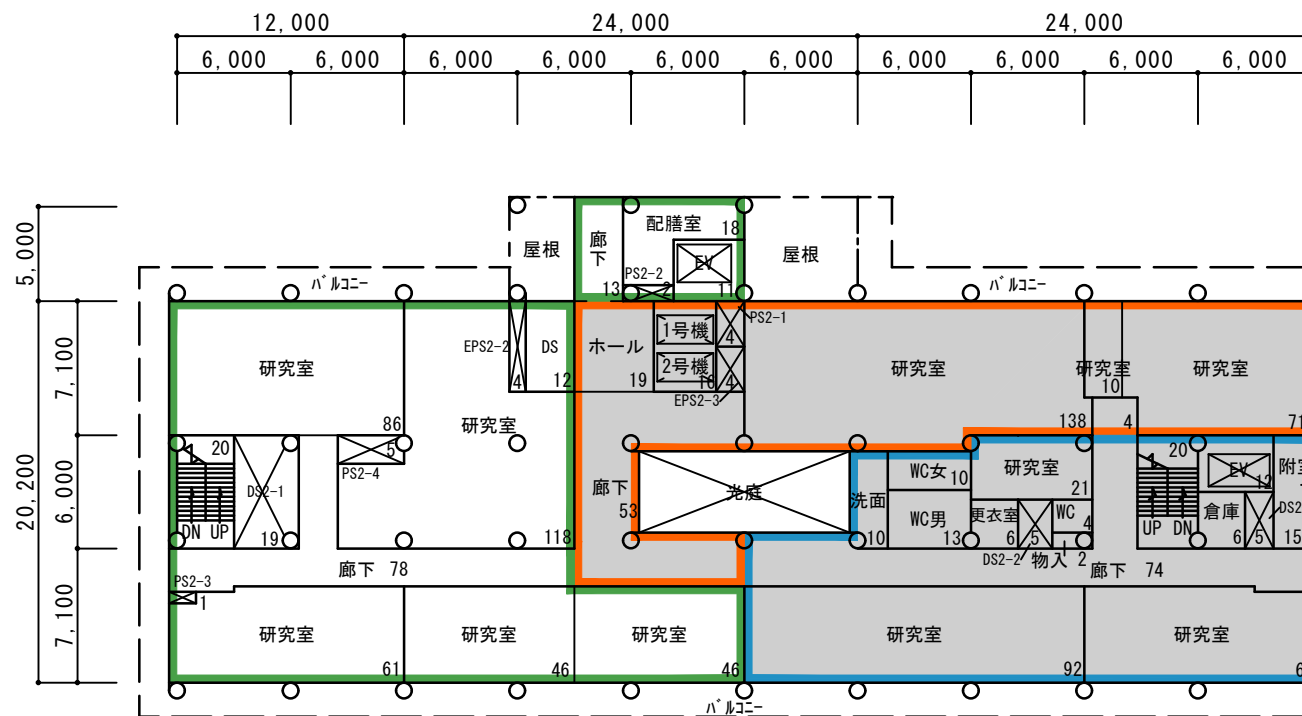 12,000 24,000 24,000
6,000 6,000 6,000 6,000 6,000 6,000 6,000 6,000 6,000 6,000
5,000
20,200
7,100
6,000
7,100
バルコニー
屋根
廊下
13
配膳室
18
EV
11
PS2-2
2
屋根
バルコニー
研究室
86
EPS2-2
4
DS
12
ホール
19
1号機
2号機
16
4
PS2-1
4
EPS2-3
研究室
138
研究室
10
4
研究室
71
研究室
118
20
DN UP
DS2-1
19
5
PS2-4
廊下
53
光庭
洗面
10
WC女
10
WC男
13
研究室
21
更衣室
6
5
DS2-2
WC
4
物入
2
20
UP DN
EV
12
倉庫
6
5
附室
DS2
15
PS2-3
1
廊下 78
廊下 74
研究室
61
研究室
46
研究室
46
研究室
92
研究室
6
バルコニー